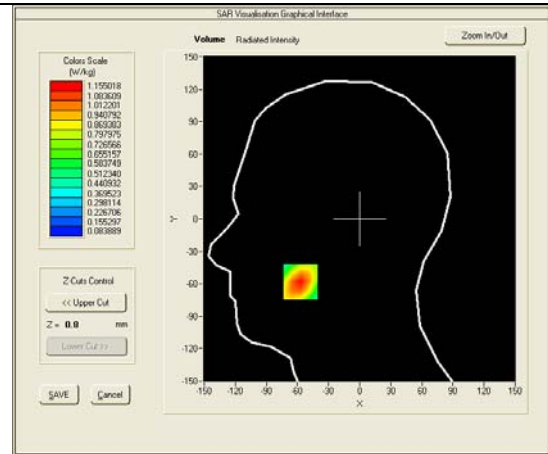 SAR Visualisation Graphical Interface
Volume Radiated Intensity
Zoom In/Out
Colors Scale
(W/kg)
1.155018
1.083609
1.012201
0.940792
0.869383
0.797975
0.726566
0.655157
0.583749
0.512340
0.440932
0.369523
0.298114
0.226706
0.155297
0.083889
Z Cuts Control
<< Upper Cut
Z = 0.0 mm
Lower Cut >>
SAVE
Cancel
150
120
90
60
30
0
-30
-60
-90
-120
-150
Y
-150 -120 -90 -60 -30 0 30 60 90 120 150
X